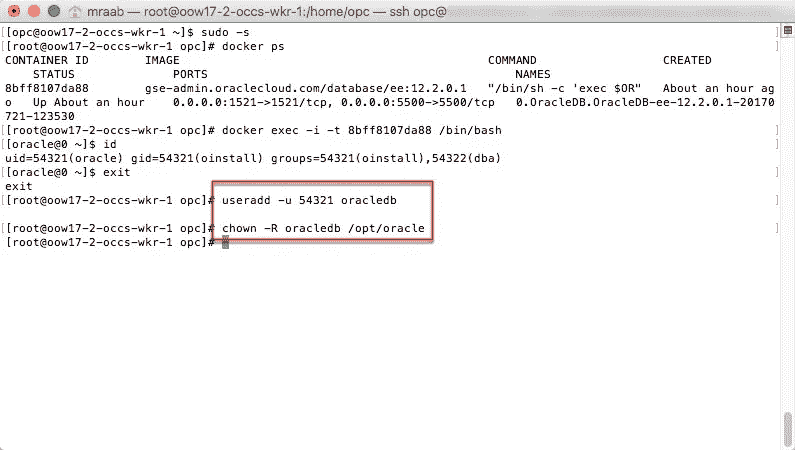 mraab — root@oow17-2-occs-wkr-1:/home/opc — ssh opc@
[[opc@oow17-2-occs-wkr-1 ~]$ sudo -s
[[root@oow17-2-occs-wkr-1 opc]# docker ps
CONTAINER ID IMAGE COMMAND CREATED
STATUS PORTS NAMES
8bff8107da88 gse-admin.oraclecloud.com/database/ee:12.2.0.1 "/bin/sh -c 'exec $OR" About an hour ag
o Up About an hour 0.0.0.0:1521->1521/tcp, 0.0.0.0:5500->5500/tcp 0.OracleDB.OracleDB-ee-12.2.0.1-20170
721-123530
[[root@oow17-2-occs-wkr-1 opc]# docker exec -i -t 8bff8107da88 /bin/bash
[[oracle@0 ~]$ id
uid=54321(oracle) gid=54321(oinstall) groups=54321(oinstall),54322(dba)
[[oracle@0 ~]$ exit
exit
[[root@oow17-2-occs-wkr-1 opc]# useradd -u 54321 oracledb
[[root@oow17-2-occs-wkr-1 opc]# chown -R oracledb /opt/oracle
[root@oow17-2-occs-wkr-1 opc]#